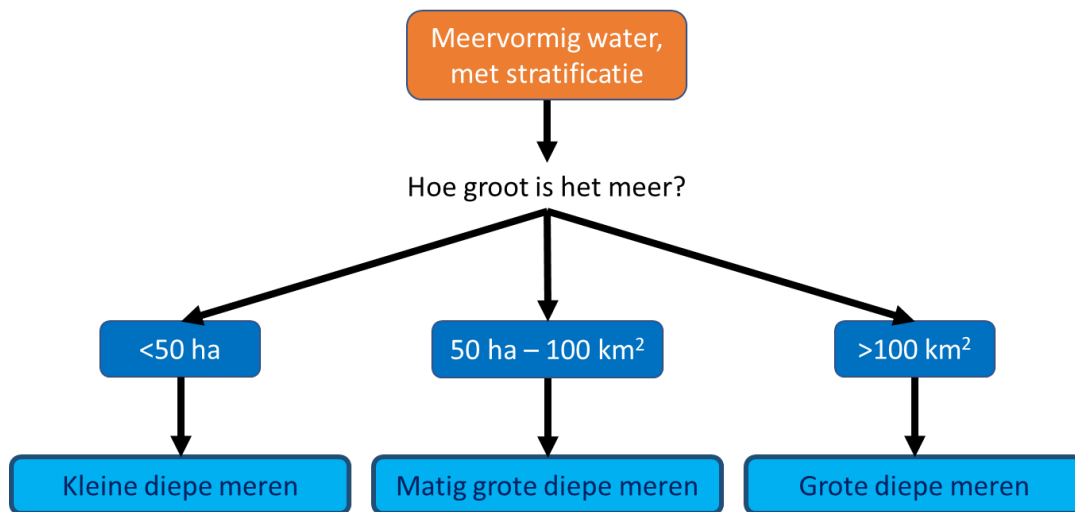 Meervormig water,
met stratificatie
Hoe groot is het meer?
<50 ha
50 ha – 100 km²
>100 km²
Kleine diepe meren
Matig grote diepe meren
Grote diepe meren